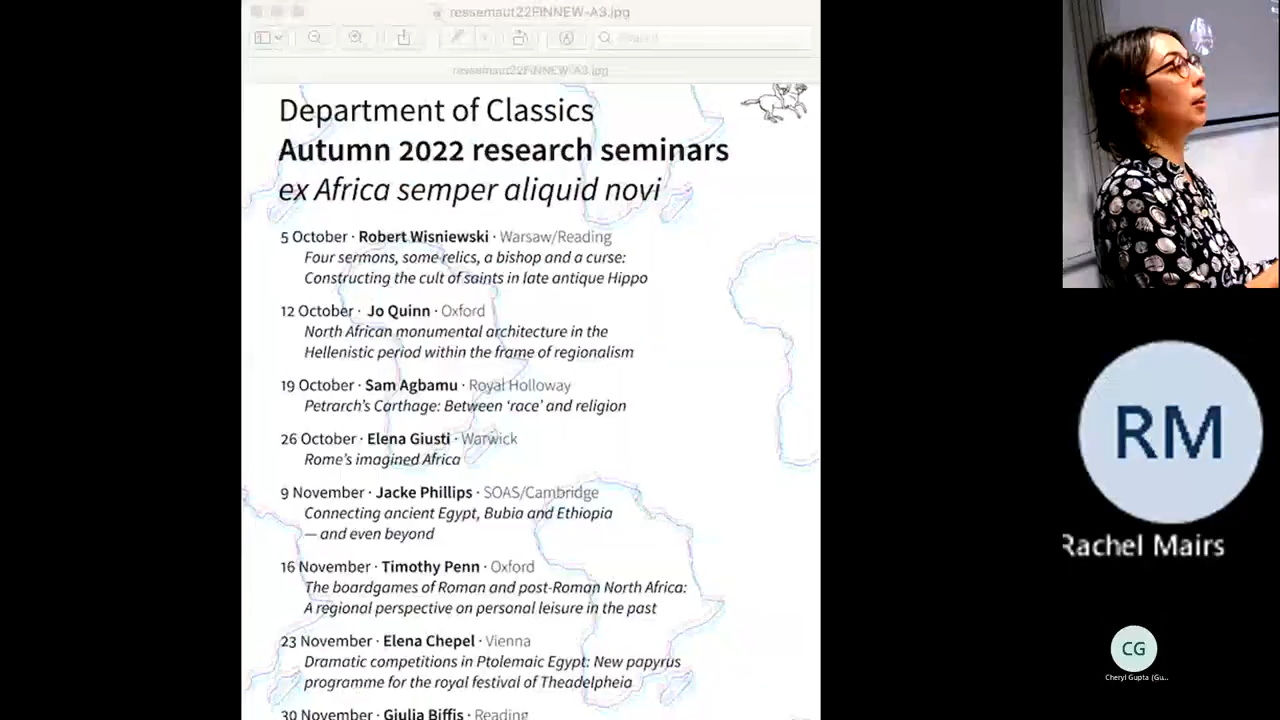 ressemaut22FINNEW-A3.jpg
ressemaut22FINNEW-A3.jpg
Department of Classics
Autumn 2022 research seminars
ex Africa semper aliquid novi
5 October · Robert Wisniewski · Warsaw/Reading
Four sermons, some relics, a bishop and a curse:
Constructing the cult of saints in late antique Hippo
12 October · Jo Quinn · Oxford
North African monumental architecture in the
Hellenistic period within the frame of regionalism
19 October · Sam Agbamu · Royal Holloway
Petrarch's Carthage: Between ‘race’ and religion
26 October · Elena Giusti · Warwick
Rome's imagined Africa
9 November · Jacke Phillips · SOAS/Cambridge
Connecting ancient Egypt, Bubia and Ethiopia
— and even beyond
16 November · Timothy Penn · Oxford
The boardgames of Roman and post-Roman North Africa:
A regional perspective on personal leisure in the past
23 November · Elena Chepel · Vienna
Dramatic competitions in Ptolemaic Egypt: New papyrus
programme for the royal festival of Theadelpheia
30 November · Giulia Biffis · Reading
RM
Rachel Mairs
CG
Cheryl Gupta (Gu...